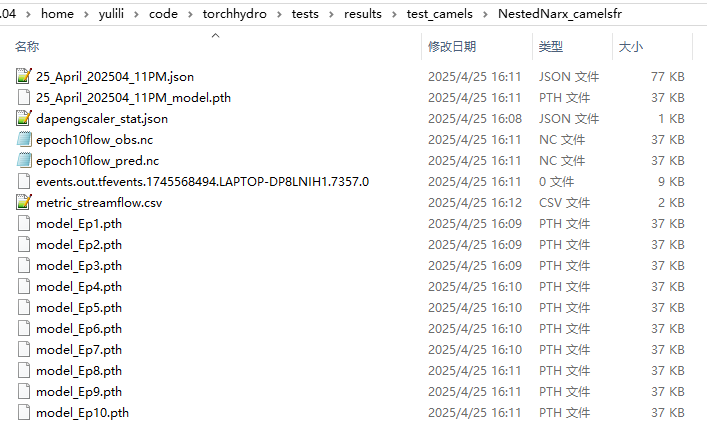 .04 > home > yulili > code > torchhydro > tests > results > test_camels > NestedNarx_camelsfr
名称 修改日期 类型 大小
25_April_202504_11PM.json 2025/4/25 16:11 JSON 文件 77 KB
25_April_202504_11PM_model.pth 2025/4/25 16:11 PTH 文件 37 KB
dapengscaler_stat.json 2025/4/25 16:08 JSON 文件 1 KB
epoch10flow_obs.nc 2025/4/25 16:11 NC 文件 37 KB
epoch10flow_pred.nc 2025/4/25 16:11 NC 文件 37 KB
events.out.tfevents.1745568494.LAPTOP-DP8LNIH1.7357.0 2025/4/25 16:11 0 文件 9 KB
metric_streamflow.csv 2025/4/25 16:12 CSV 文件 2 KB
model_Ep1.pth 2025/4/25 16:09 PTH 文件 37 KB
model_Ep2.pth 2025/4/25 16:09 PTH 文件 37 KB
model_Ep3.pth 2025/4/25 16:09 PTH 文件 37 KB
model_Ep4.pth 2025/4/25 16:10 PTH 文件 37 KB
model_Ep5.pth 2025/4/25 16:10 PTH 文件 37 KB
model_Ep6.pth 2025/4/25 16:10 PTH 文件 37 KB
model_Ep7.pth 2025/4/25 16:10 PTH 文件 37 KB
model_Ep8.pth 2025/4/25 16:11 PTH 文件 37 KB
model_Ep9.pth 2025/4/25 16:11 PTH 文件 37 KB
model_Ep10.pth 2025/4/25 16:11 PTH 文件 37 KB